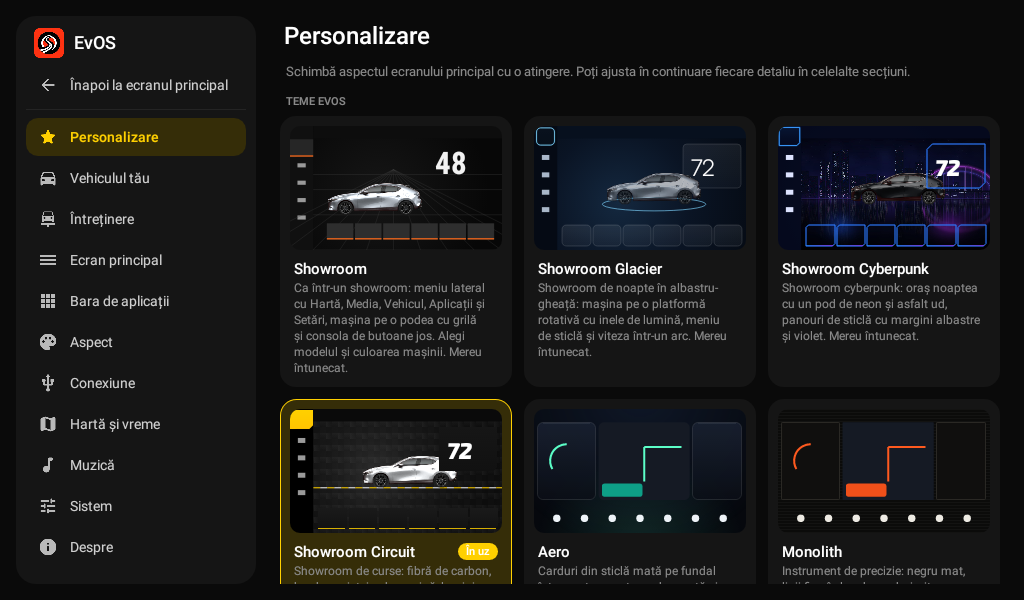 EvOS
Înapoi la ecranul principal
Personalizare
Vehiculul tău
Întreținere
Ecran principal
Bara de aplicații
Aspect
Conexiune
Hartă și vreme
Muzică
Sistem
Despre
Personalizare
Schimbă aspectul ecranului principal cu o atingere. Poți ajusta în continuare fiecare detaliu în celelalte secțiuni.
TEME EVOS
48
Showroom
Ca într-un showroom: meniu lateral
cu Hartă, Media, Vehicul, Aplicații și
Setări, mașina pe o podea cu grilă
și consola de butoane jos. Alegi
modelul și culoarea mașinii. Mereu
întunecat.
72
Showroom Glacier
Showroom de noapte în albastru-
gheață: mașina pe o platformă
rotativă cu inele de lumină, meniu
de sticlă și viteza într-un arc. Mereu
întunecat.
72
Showroom Cyberpunk
Showroom cyberpunk: oraș noaptea
cu un pod de neon și asfalt ud,
panouri de sticlă cu margini albastre
și violet. Mereu întunecat.
72
Showroom Circuit
În uz
Showroom de curse: fibră de carbon,
Aero
Carduri din sticlă mată pe fundal
Monolith
Instrument de precizie: negru mat,